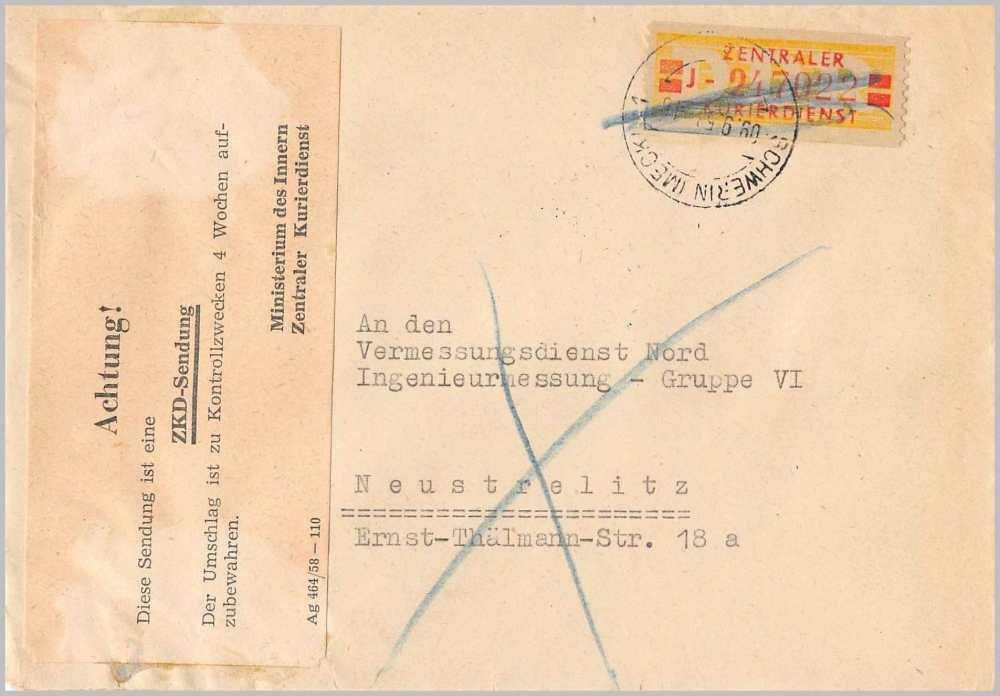 Achtung!
Diese Sendung ist eine
ZKD-Sendung
Der Umschlag ist zu Kontrollzwecken 4 Wochen auf-
zubewahren.
Ministerium des Innern
Zentraler Kurierdienst
Ag 464/58 — 110
ZENTRALER
J - 247022
KURIERDIENST
SCHWERIN (MECKL) 1
An den
Vermessungsdienst Nord
Ingenieurmessung - Gruppe VI
Neustrelitz
=======================
Ernst-Thälmann-Str. 18 a